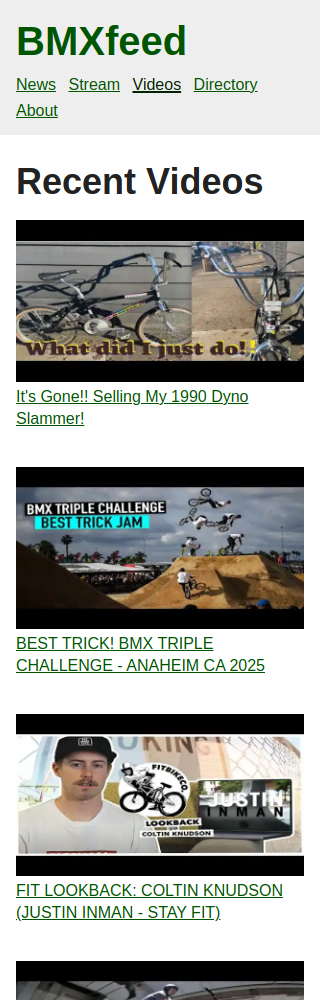 BMXfeed
News Stream Videos Directory
About
Recent Videos
What did I just do!!
It's Gone!! Selling My 1990 Dyno
Slammer!
BMX TRIPLE CHALLENGE
BEST TRICK JAM
BEST TRICK! BMX TRIPLE
CHALLENGE - ANAHEIM CA 2025
FITBIKECO.
JUSTIN
INMAN
LOOKBACK
COLTIN KNUDSON
FIT LOOKBACK: COLTIN KNUDSON
(JUSTIN INMAN - STAY FIT)